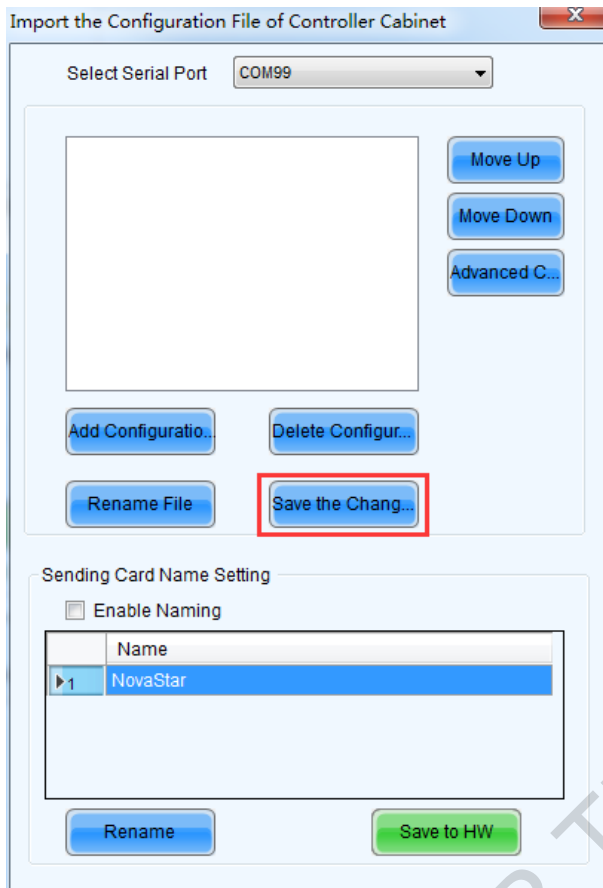 Import the Configuration File of Controller Cabinet
Select Serial Port COM99
Move Up
Move Down
Advanced C...
Add Configuratio...
Delete Configur...
Rename File
Save the Chang...
Sending Card Name Setting
Enable Naming
Name
1 NovaStar
Rename
Save to HW